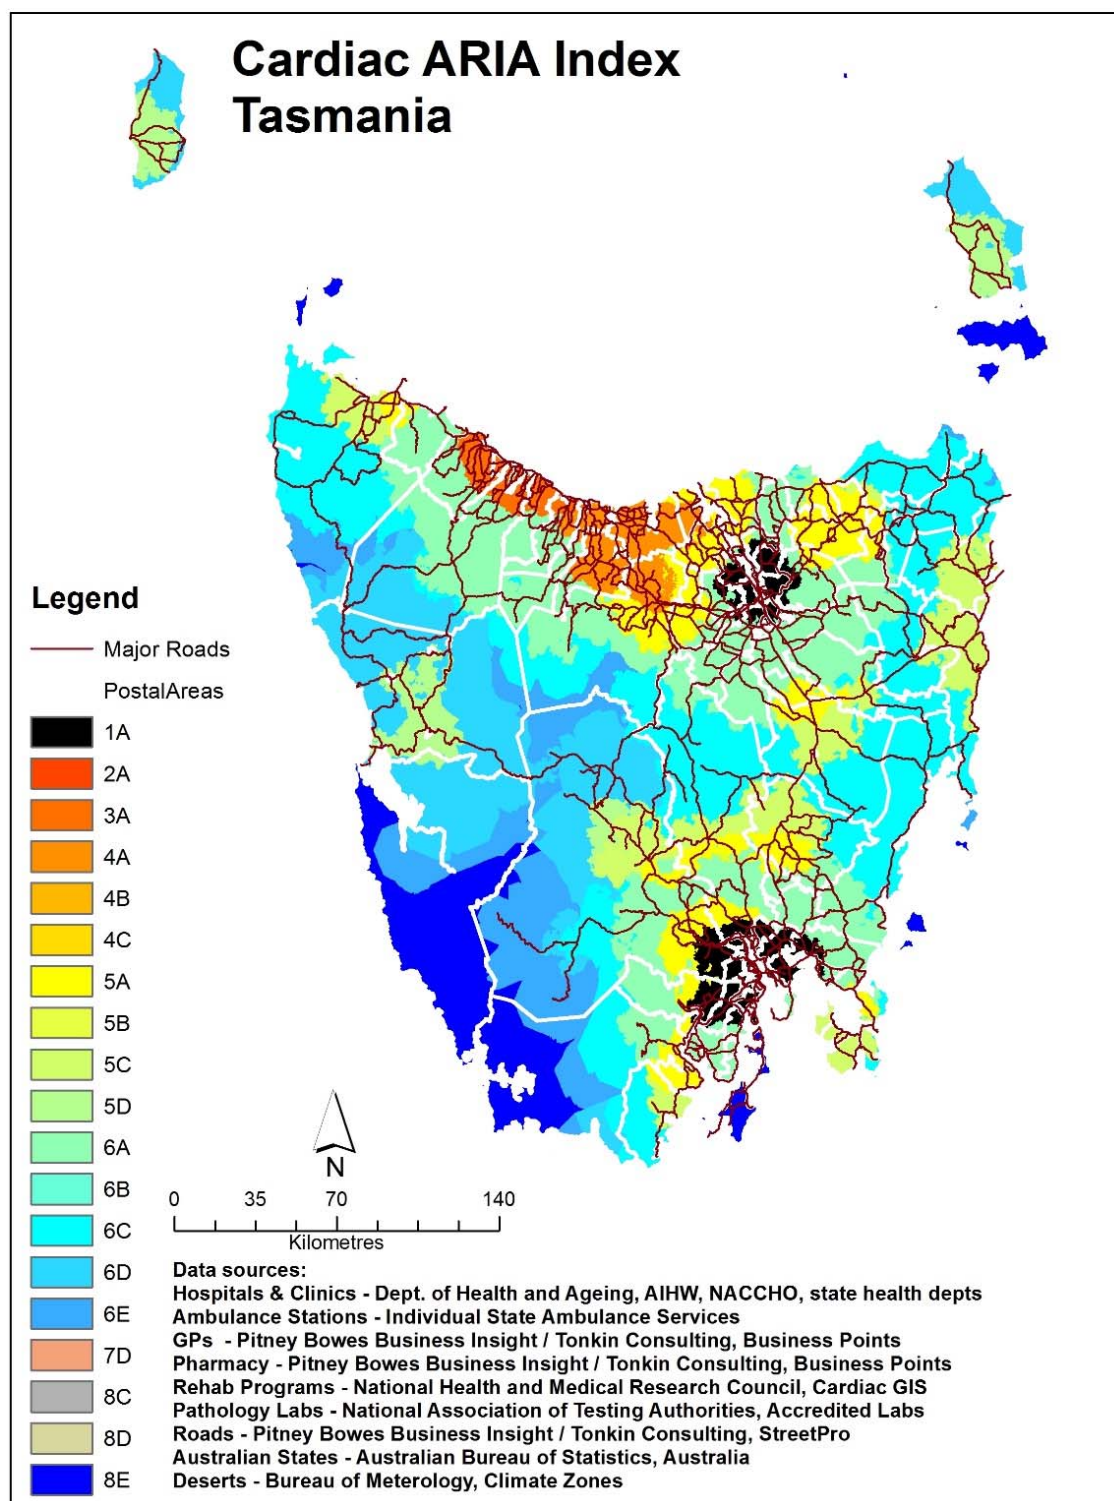 Cardiac ARIA Index
Tasmania
Legend
Major Roads
PostalAreas
1A
2A
3A
4A
4B
4C
5A
5B
5C
5D
6A
6B
6C
6D
6E
7D
8C
8D
8E
N
0 35 70 140
Kilometres
Data sources:
Hospitals & Clinics - Dept. of Health and Ageing, AIHW, NACCHO, state health depts
Ambulance Stations - Individual State Ambulance Services
GPs - Pitney Bowes Business Insight / Tonkin Consulting, Business Points
Pharmacy - Pitney Bowes Business Insight / Tonkin Consulting, Business Points
Rehab Programs - National Health and Medical Research Council, Cardiac GIS
Pathology Labs - National Association of Testing Authorities, Accredited Labs
Roads - Pitney Bowes Business Insight / Tonkin Consulting, StreetPro
Australian States - Australian Bureau of Statistics, Australia
Deserts - Bureau of Meterology, Climate Zones